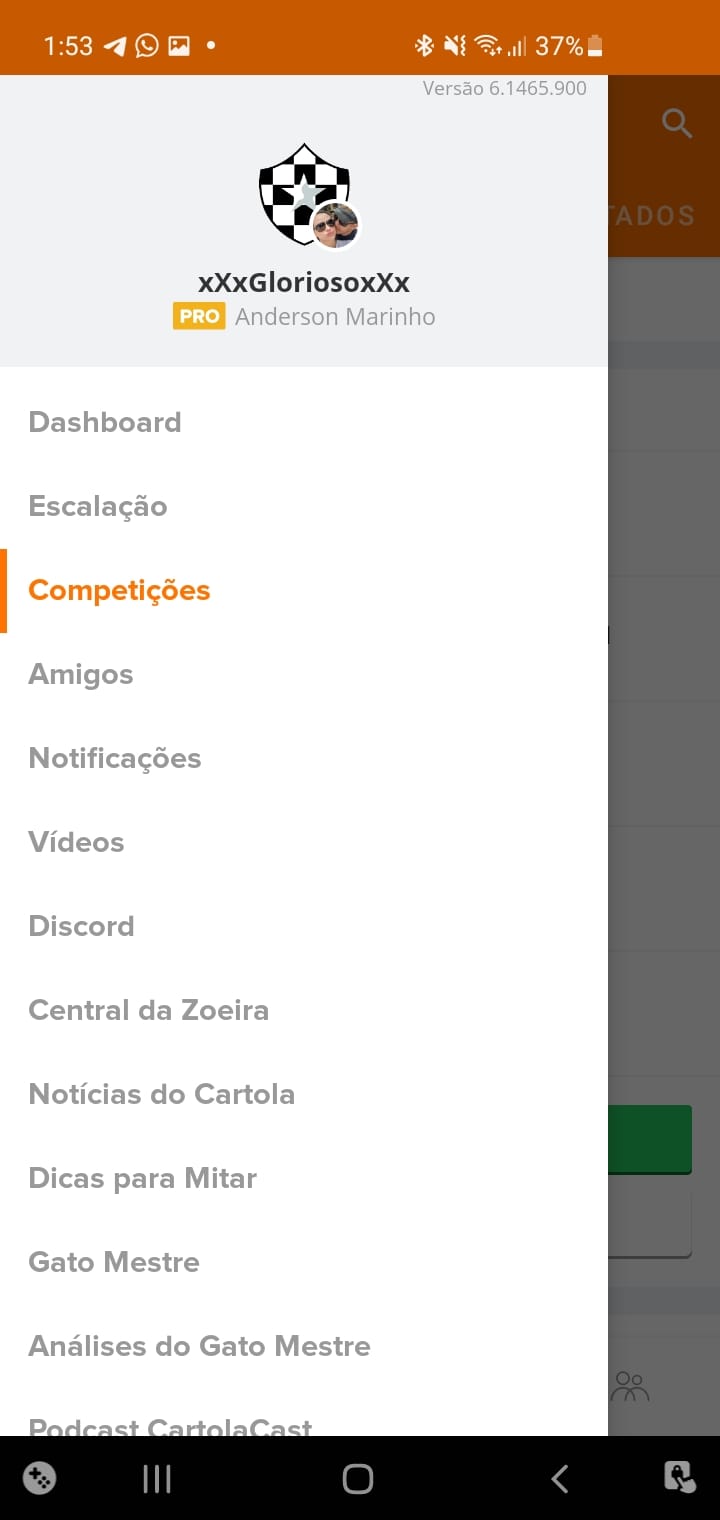 1:53
37%
Versão 6.1465.900
TADOS
xXxGloriosoxXx
PRO Anderson Marinho
Dashboard
Escalação
Competições
Amigos
Notificações
Vídeos
Discord
Central da Zoeira
Notícias do Cartola
Dicas para Mitar
Gato Mestre
Análises do Gato Mestre
Podcast CartolaCast